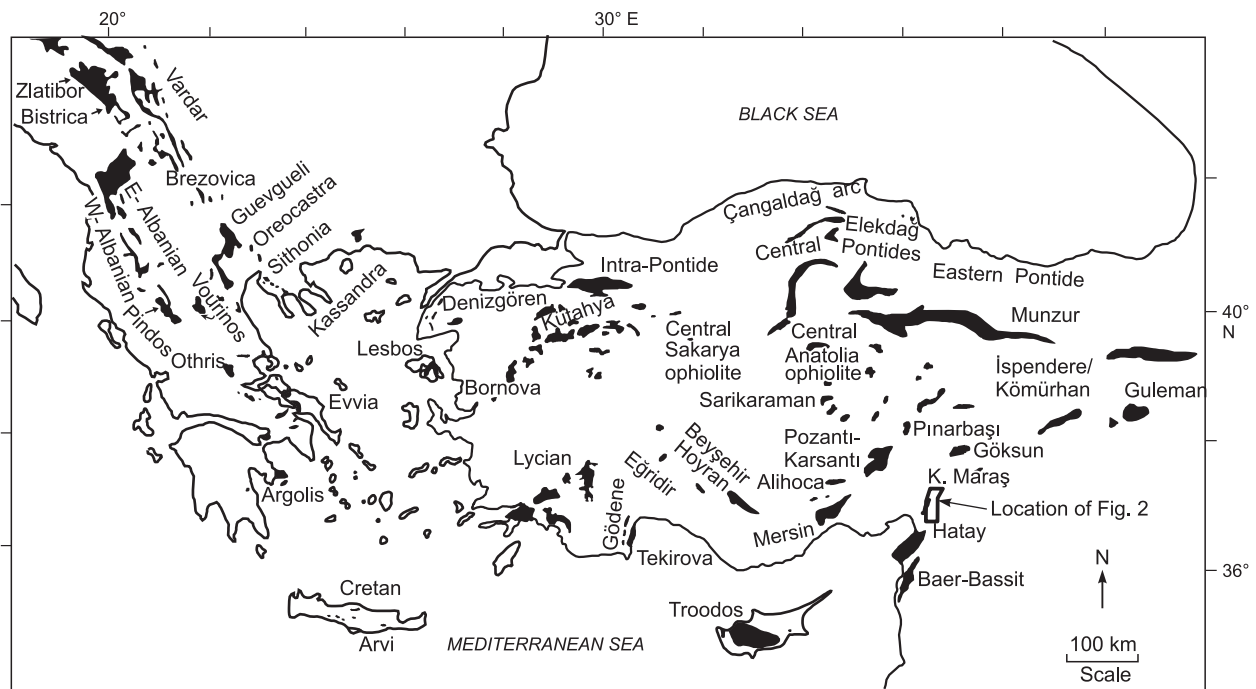 20°
30° E
Zlatibor
Bistrica
Vardar
BLACK SEA
Brezovica
Guevgueli
Oreocastra
Sithonia
Kassandra
E- Albanian
W- Albanian
Pindos
Vourinos
Othris
Çangaldağ arc
Elekdağ
Central
Pontides
Eastern Pontide
Intra-Pontide
Denizgören
Kütahya
Munzur
40°
N
Lesbos
Bornova
Central
Sakarya
ophiolite
Central
Anatolia
ophiolite
İspendere/
Kömürhan
Guleman
Evvia
Sarikaraman
Pınarbaşı
Göksun
Pozantı-
Karsantı
Alihoca
K. Maraş
Location of Fig. 2
Argolis
Lycian
Eğridir
Beyşehir
Hoyran
Gödene
Tekirova
Mersin
Hatay
Baer-Bassit
N
36°
Cretan
Arvi
MEDITERRANEAN SEA
Troodos
100 km
Scale